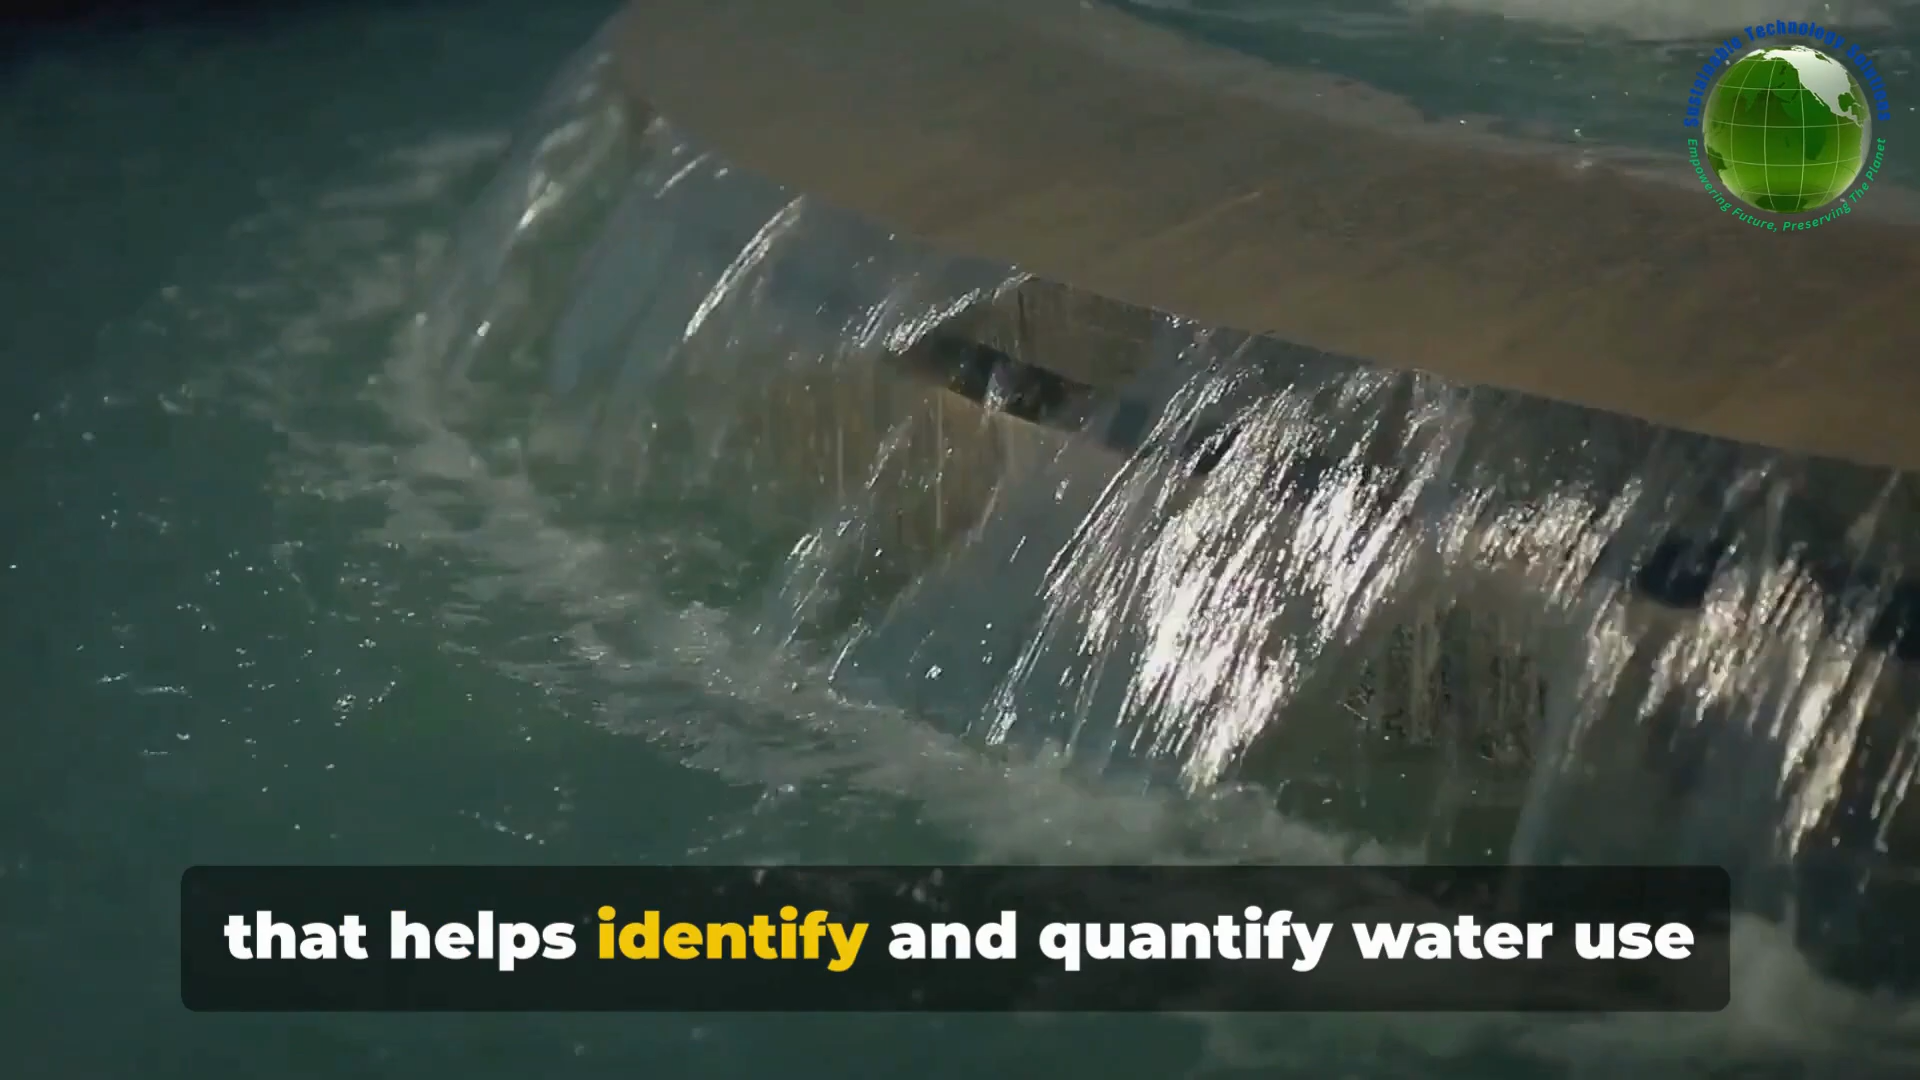 Sustainable Technology Solutions
Empowering Future, Preserving The Planet
that helps identify and quantify water use